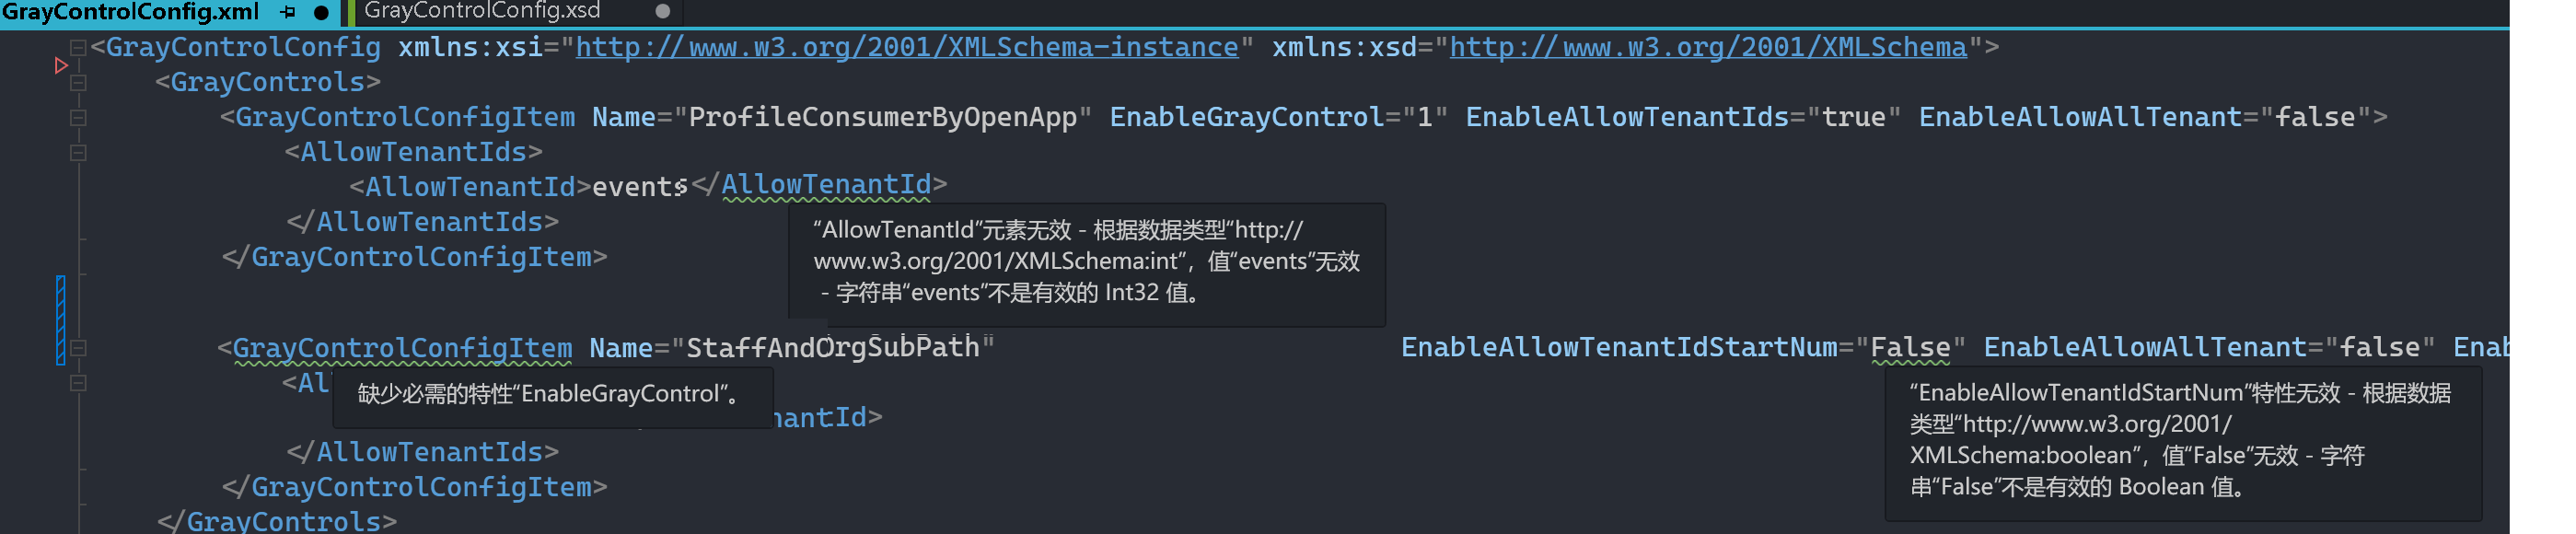 GrayControlConfig.xml GrayControlConfig.xsd
<GrayControlConfig xmlns:xsi="http://www.w3.org/2001/XMLSchema-instance" xmlns:xsd="http://www.w3.org/2001/XMLSchema">
<GrayControls>
<GrayControlConfigItem Name="ProfileConsumerByOpenApp" EnableGrayControl="1" EnableAllowTenantIds="true" EnableAllowAllTenant="false">
<AllowTenantIds>
<AllowTenantId>events</AllowTenantId>
</AllowTenantIds>
</GrayControlConfigItem>
“AllowTenantId”元素无效 - 根据数据类型“http://
www.w3.org/2001/XMLSchema:int”，值“events”无效
- 字符串“events”不是有效的 Int32 值。
<GrayControlConfigItem Name="StaffAndOrgSubPath" EnableAllowTenantIdStartNum="False" EnableAllowAllTenant="false" Enab
缺少必需的特性“EnableGrayControl”。
<Al
nantId>
</AllowTenantIds>
</GrayControlConfigItem>
</GrayControls>
“EnableAllowTenantIdStartNum”特性无效 - 根据数据
类型“http://www.w3.org/2001/
XMLSchema:boolean”，值“False”无效 - 字符
串“False”不是有效的 Boolean 值。